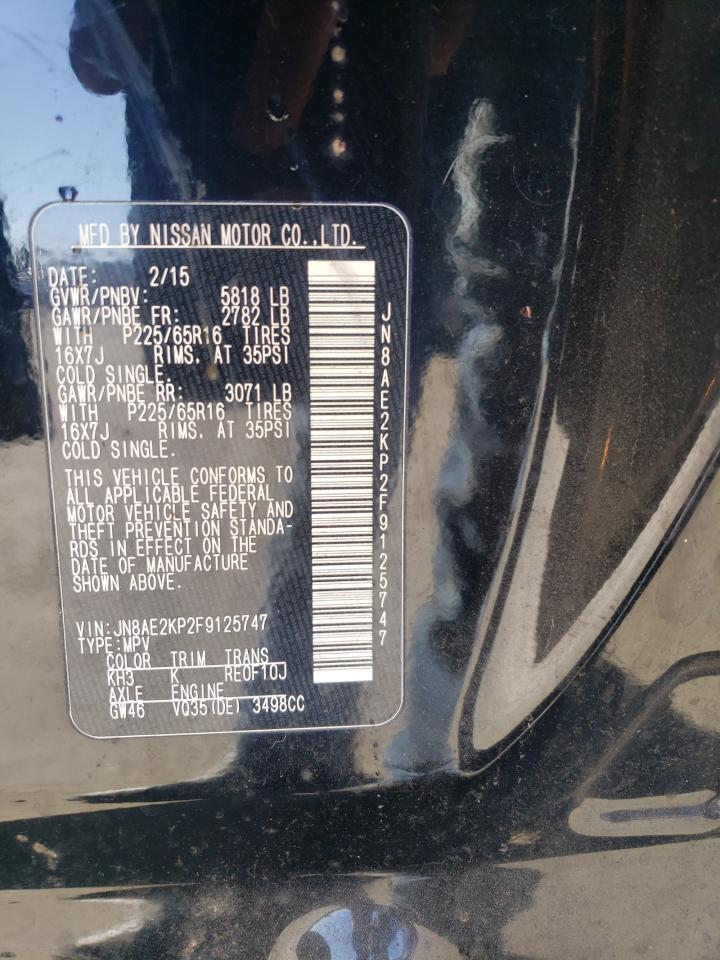 MFD BY NISSAN MOTOR CO.,LTD.
DATE: 2/15
GVWR/PNBV: 5818 LB
GAWR/PNBE FR: 2782 LB
WITH P225/65R16 TIRES
16X7J RIMS. AT 35PSI
COLD SINGLE.
GAWR/PNBE RR: 3071 LB
WITH P225/65R16 TIRES
16X7J RIMS. AT 35PSI
COLD SINGLE.
THIS VEHICLE CONFORMS TO
ALL APPLICABLE FEDERAL
MOTOR VEHICLE SAFETY AND
THEFT PREVENTION STANDA-
RDS IN EFFECT ON THE
DATE OF MANUFACTURE
SHOWN ABOVE.
VIN:JN8AE2KP2F9125747
TYPE:MPV
COLOR TRIM TRANS
KH3 K RE0F10J
AXLE ENGINE
GW46 VQ35(DE) 3498CC
JN8AE2KP2F9125747